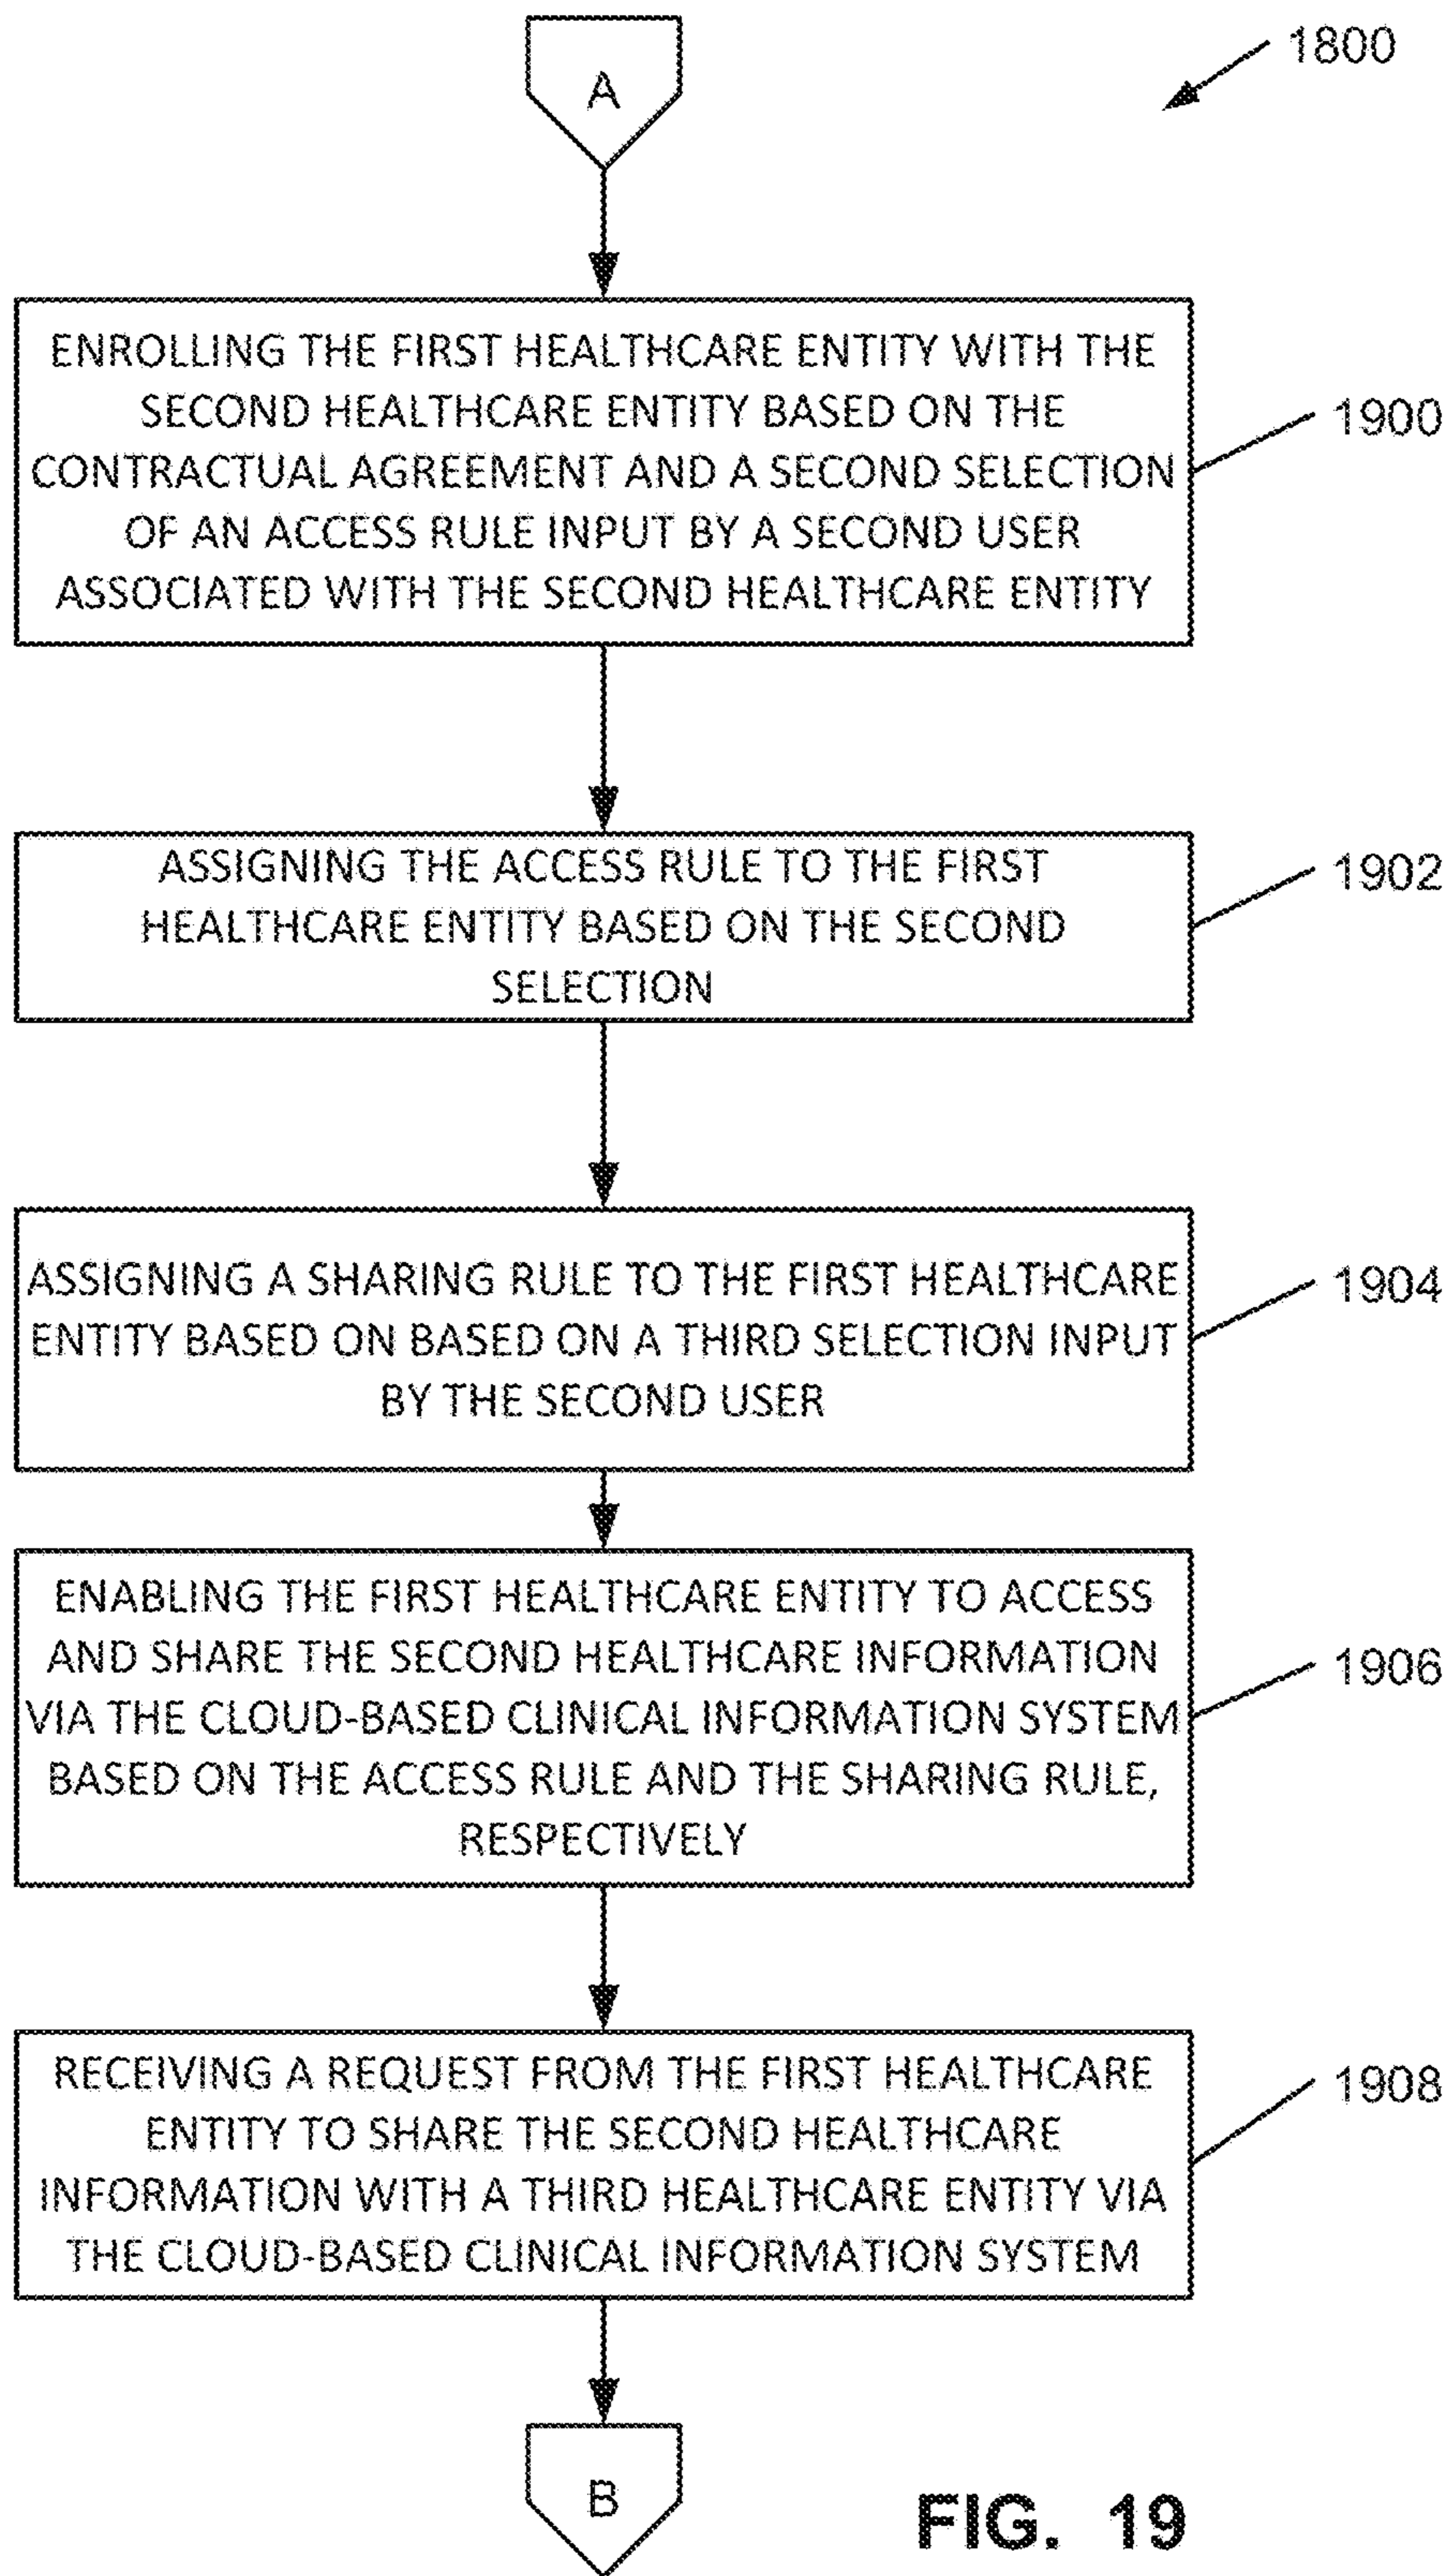 A
1800
ENROLLING THE FIRST HEALTHCARE ENTITY WITH THE
SECOND HEALTHCARE ENTITY BASED ON THE
CONTRACTUAL AGREEMENT AND A SECOND SELECTION
OF AN ACCESS RULE INPUT BY A SECOND USER
ASSOCIATED WITH THE SECOND HEALTHCARE ENTITY
1900
ASSIGNING THE ACCESS RULE TO THE FIRST
HEALTHCARE ENTITY BASED ON THE SECOND
SELECTION
1902
ASSIGNING A SHARING RULE TO THE FIRST HEALTHCARE
ENTITY BASED ON BASED ON A THIRD SELECTION INPUT
BY THE SECOND USER
1904
ENABLING THE FIRST HEALTHCARE ENTITY TO ACCESS
AND SHARE THE SECOND HEALTHCARE INFORMATION
VIA THE CLOUD-BASED CLINICAL INFORMATION SYSTEM
BASED ON THE ACCESS RULE AND THE SHARING RULE,
RESPECTIVELY
1906
RECEIVING A REQUEST FROM THE FIRST HEALTHCARE
ENTITY TO SHARE THE SECOND HEALTHCARE
INFORMATION WITH A THIRD HEALTHCARE ENTITY VIA
THE CLOUD-BASED CLINICAL INFORMATION SYSTEM
1908
B
FIG. 19